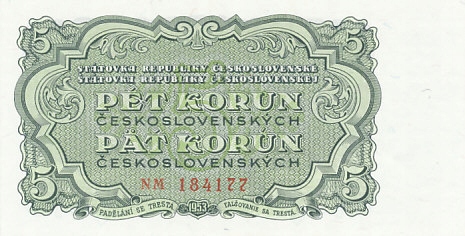 5 5
STÁTOVKA REPUBLIKY ČESKOSLOVENSKÉ
ŠTÁTOVKA REPUBLIKY ČESKOSLOVENSKEJ
PĚT KORUN
ČESKOSLOVENSKÝCH
PÄŤ KORÚN
ČESKOSLOVENSKÝCH
NM 184177
5 5
PADĚLÁNÍ SE TRESTÁ 1953 FALŠOVANIE SA TRESTÁ